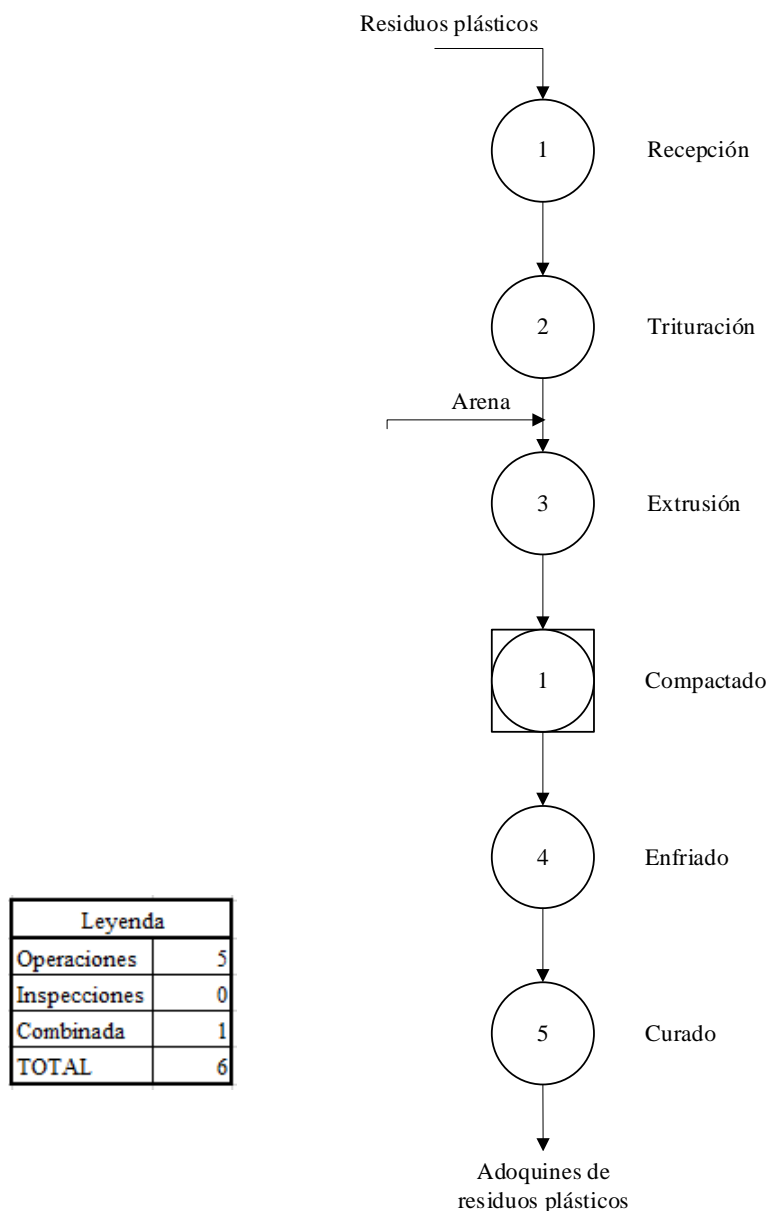 Residuos plásticos
1
Recepción
2
Trituración
Arena
3
Extrusión
1
Compactado
4
Enfriado
Leyenda
Operaciones 5
Inspecciones 0
Combinada 1
TOTAL 6
5
Curado
Adoquines de
residuos plásticos